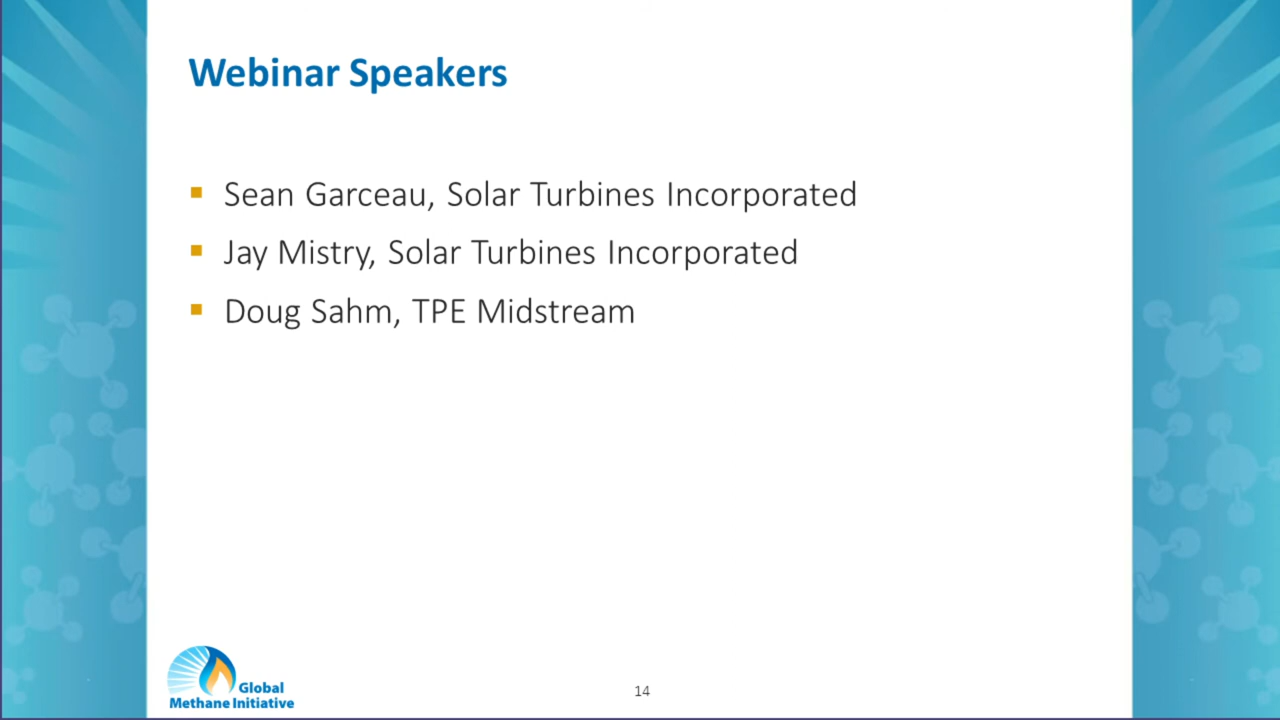 Webinar Speakers
▪ Sean Garceau, Solar Turbines Incorporated
▪ Jay Mistry, Solar Turbines Incorporated
▪ Doug Sahm, TPE Midstream
Global
Methane Initiative
14